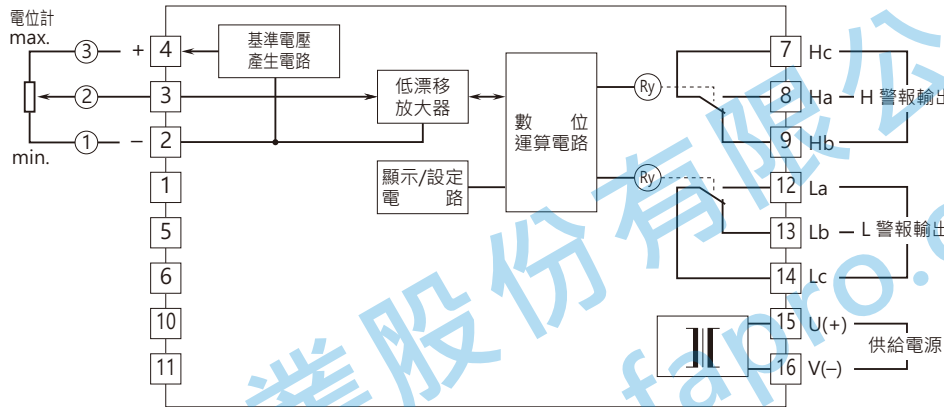 電位計
max.
③
+
4
基準電壓
產生電路
②
3
低漂移
放大器
①
−
2
min.
數 位
運算電路
顯示/設定
電 路
1
5
6
10
11
Ry
Ry
7 Hc
8 Ha
H 警報輸出
9 Hb
12 La
13 Lb
L 警報輸出
14 Lc
15 U(+)
供給電源
16 V(−)
業股份有限公
fapro.c